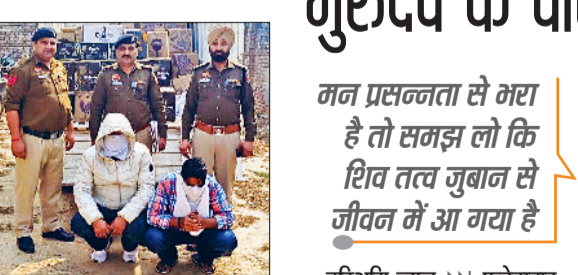 गुरुदेव के
मन प्रसन्नता से भरा
है तो समझ लो कि
शिव तत्व जुबान से
जीवन में आ गया है